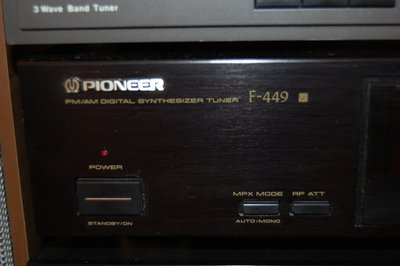 3 Wave Band Tuner
PIONEER
FM/AM DIGITAL SYNTHESIZER TUNER F-449
POWER
STANDBY/ON
MPX MODE RF ATT
AUTO/MONO